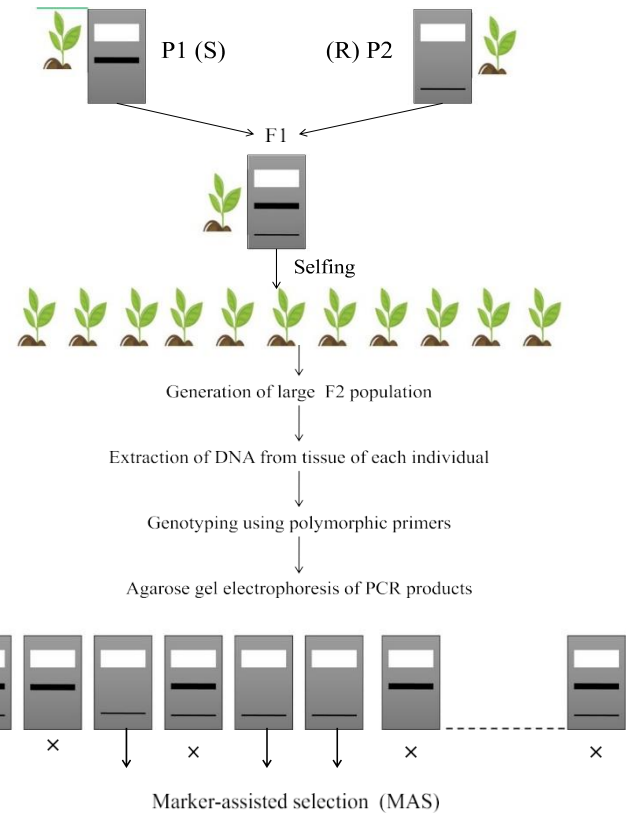 P1 (S)
(R) P2
F1
Selfing
Generation of large F2 population
Extraction of DNA from tissue of each individual
Genotyping using polymorphic primers
Agarose gel electrophoresis of PCR products
× × × ×
Marker-assisted selection (MAS)